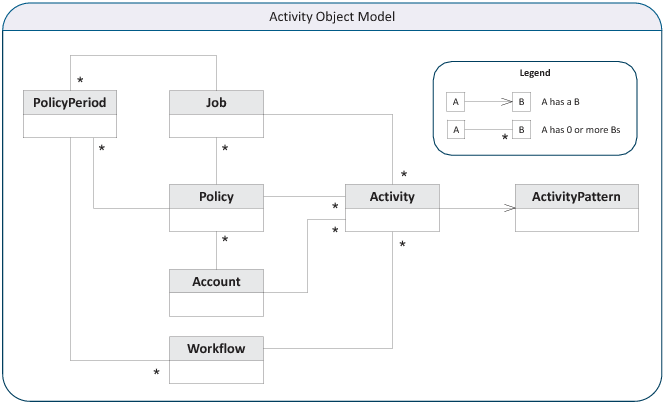 Activity Object Model
*
PolicyPeriod
Job
Legend
A
B
A has a B
A
*
B
A has 0 or more Bs
*
*
*
Policy
*
Activity
ActivityPattern
*
*
*
Account
Workflow
*